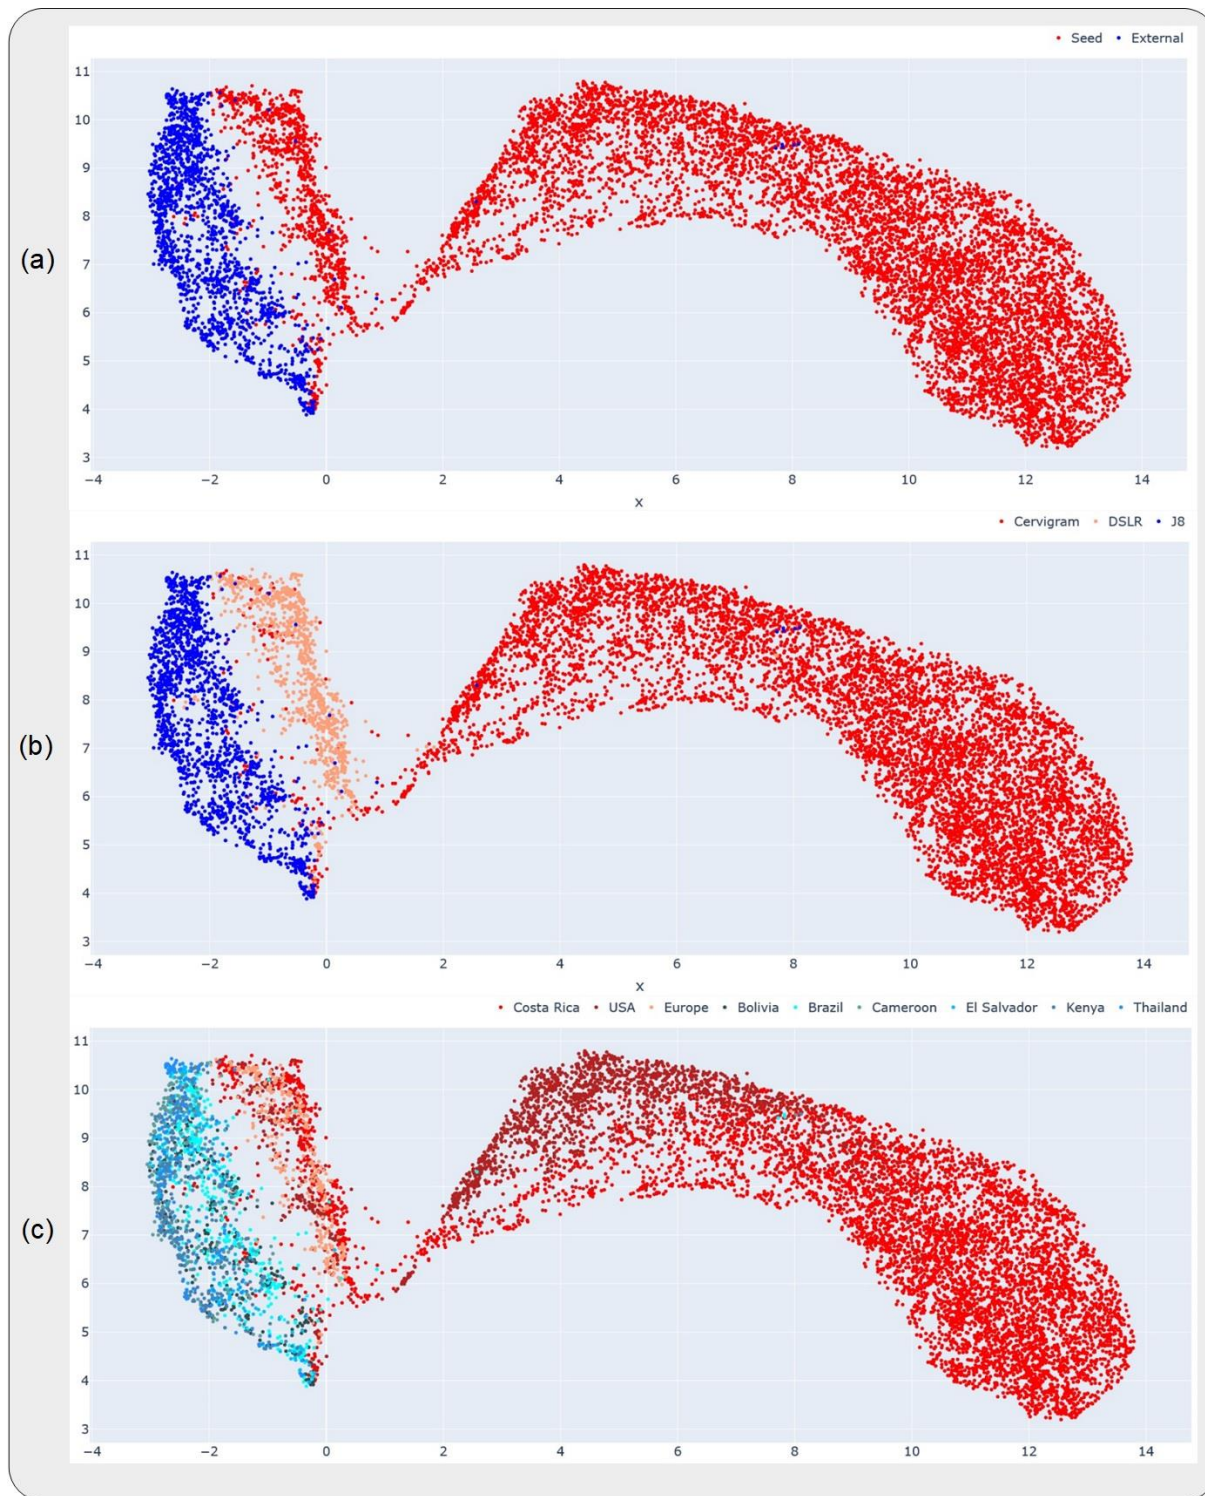 Seed External
11
10
9
8
7
6
5
4
3
−4 −2 0 2 4 6 8 10 12 14
x
(a)
Cervigram DSLR J8
11
10
9
8
7
6
5
4
3
−4 −2 0 2 4 6 8 10 12 14
x
(b)
Costa Rica USA Europe Bolivia Brazil Cameroon El Salvador Kenya Thailand
11
10
9
8
7
6
5
4
3
−4 −2 0 2 4 6 8 10 12 14
(c)